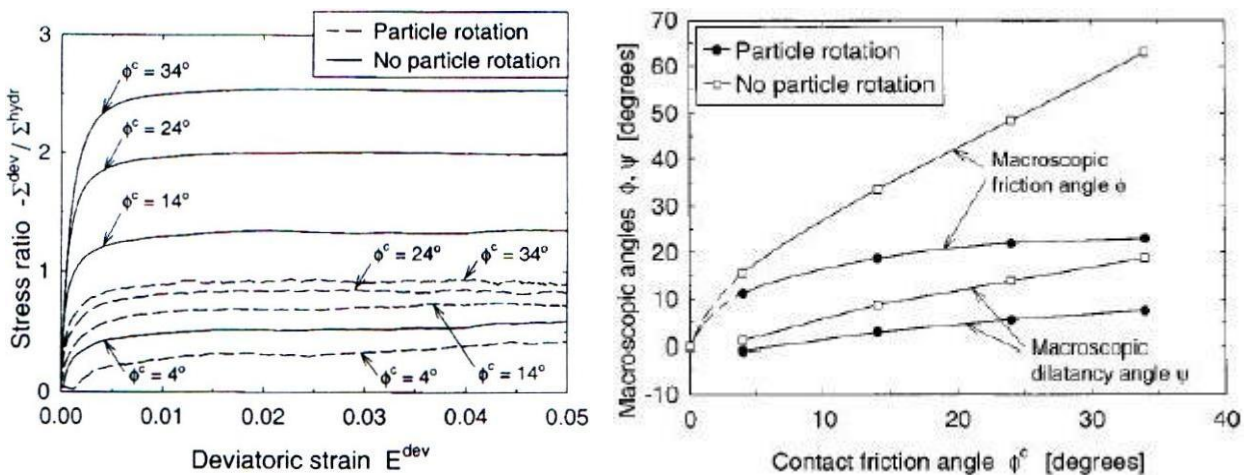 3
2
1
0
0.00
0.01
0.02
0.03
0.04
0.05
Stress ratio -Σ^dev / Σ^hydr
Deviatoric strain E^dev
Particle rotation
No particle rotation
ϕ^c = 34°
ϕ^c = 24°
ϕ^c = 14°
ϕ^c = 24°
ϕ^c = 34°
ϕ^c = 4°
ϕ^c = 4°
ϕ^c = 14°
70
60
50
40
30
20
10
0
-10
0
10
20
30
40
Macroscopic angles ϕ, ψ [degrees]
Contact friction angle ϕ^c [degrees]
Particle rotation
No particle rotation
Macroscopic
friction angle ϕ
Macroscopic
dilatancy angle ψ